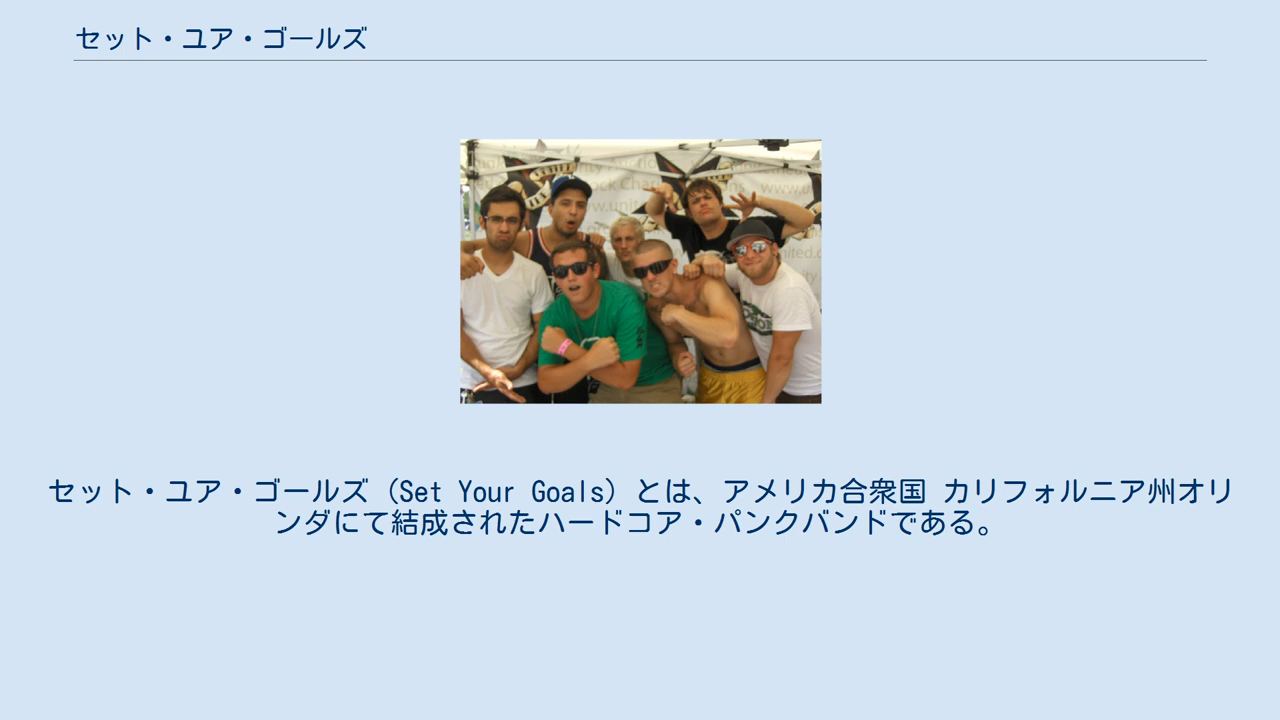 セット・ユア・ゴールズ
セット・ユア・ゴールズ（Set Your Goals）とは、アメリカ合衆国 カリフォルニア州オリ
ンダにて結成されたハードコア・パンクバンドである。